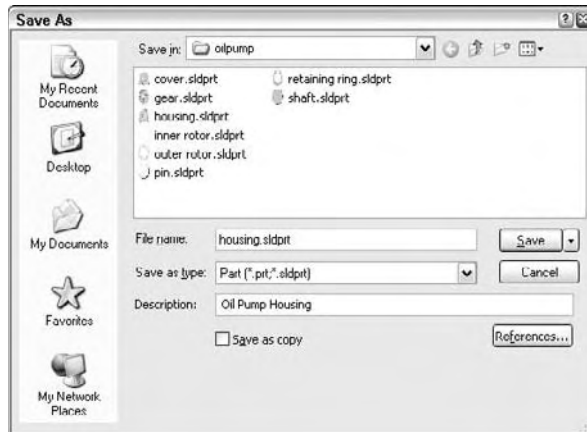 Save As
Save in: oilpump
My Recent
Documents
Desktop
My Documents
Favorites
My Network
Places
cover.sldprt
gear.sldprt
housing.sldprt
inner rotor.sldprt
outer rotor.sldprt
pin.sldprt
retaining ring.sldprt
shaft.sldprt
File name: housing.sldprt Save
Save as type: Part (*.prt;*.sldprt) Cancel
Description: Oil Pump Housing
Save as copy References...